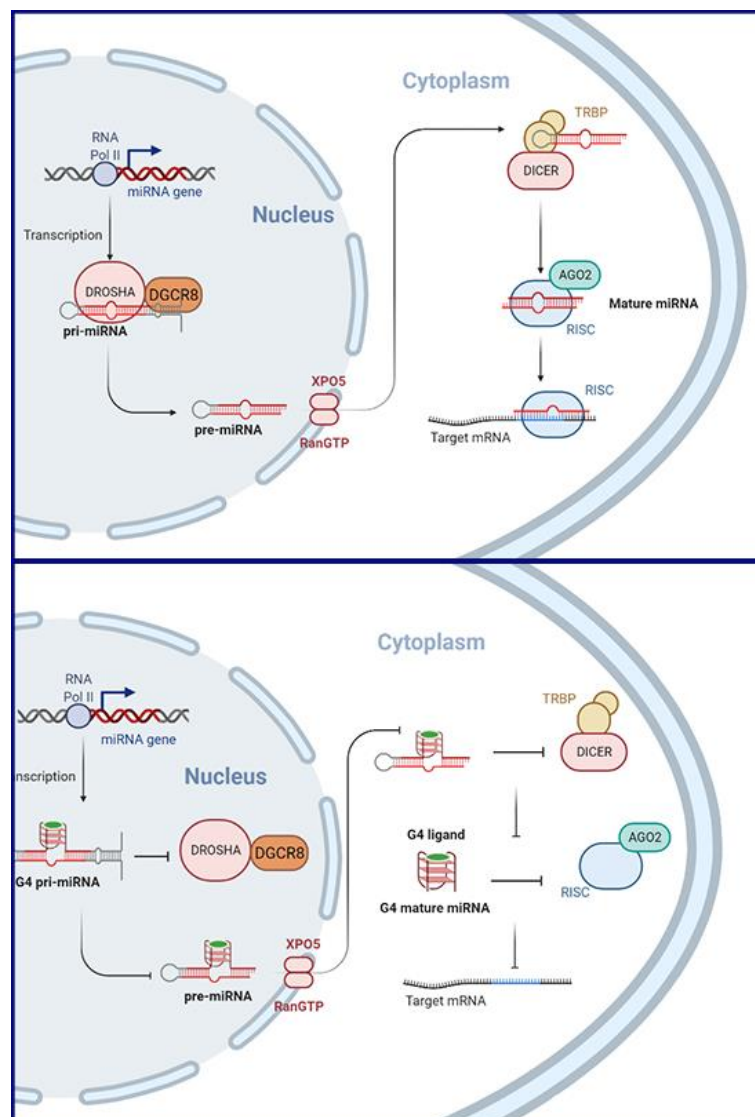 Cytoplasm
TRBP
RNA
Pol II
DICER
miRNA gene
Nucleus
Transcription
AGO2
DROSHA
DGCR8
Mature miRNA
RISC
pri-miRNA
XPO5
RISC
pre-miRNA
RanGTP
Target mRNA
Cytoplasm
RNA
Pol II
TRBP
miRNA gene
DICER
nscription
Nucleus
G4 ligand
AGO2
DROSHA
DGCR8
G4 pri-miRNA
RISC
G4 mature miRNA
XPO5
pre-miRNA
RanGTP
Target mRNA